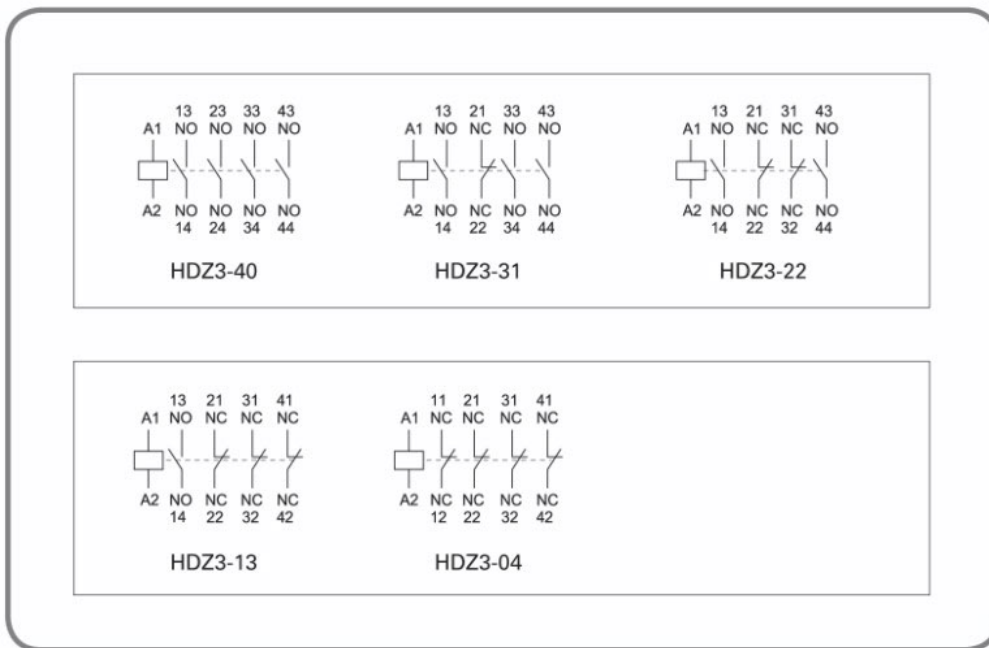 13 23 33 43
A1 NO NO NO NO
A2 NO NO NO NO
14 24 34 44
HDZ3-40
13 21 33 43
A1 NO NC NO NO
A2 NO NC NO NO
14 22 34 44
HDZ3-31
13 21 31 43
A1 NO NC NC NO
A2 NO NC NC NO
14 22 32 44
HDZ3-22
13 21 31 41
A1 NO NC NC NC
A2 NO NC NC NC
14 22 32 42
HDZ3-13
11 21 31 41
A1 NC NC NC NC
A2 NC NC NC NC
12 22 32 42
HDZ3-04